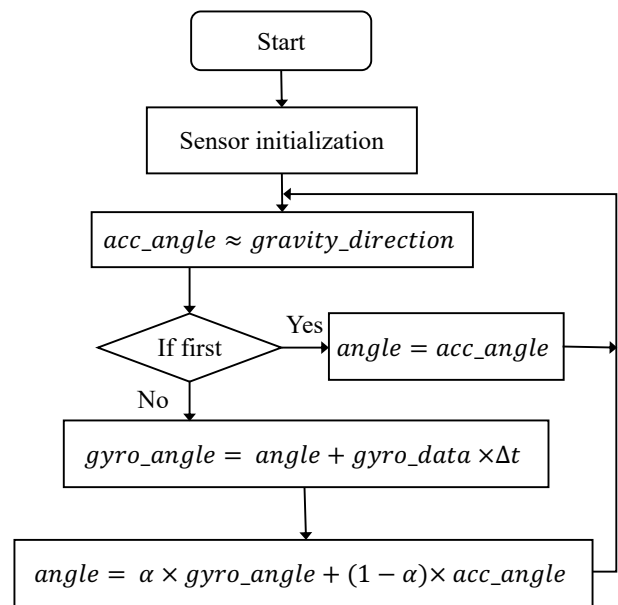 Start
Sensor initialization
acc_angle ≈ gravity_direction
If first
Yes
angle = acc_angle
No
gyro_angle = angle + gyro_data ×Δt
angle = α × gyro_angle + (1 − α)× acc_angle